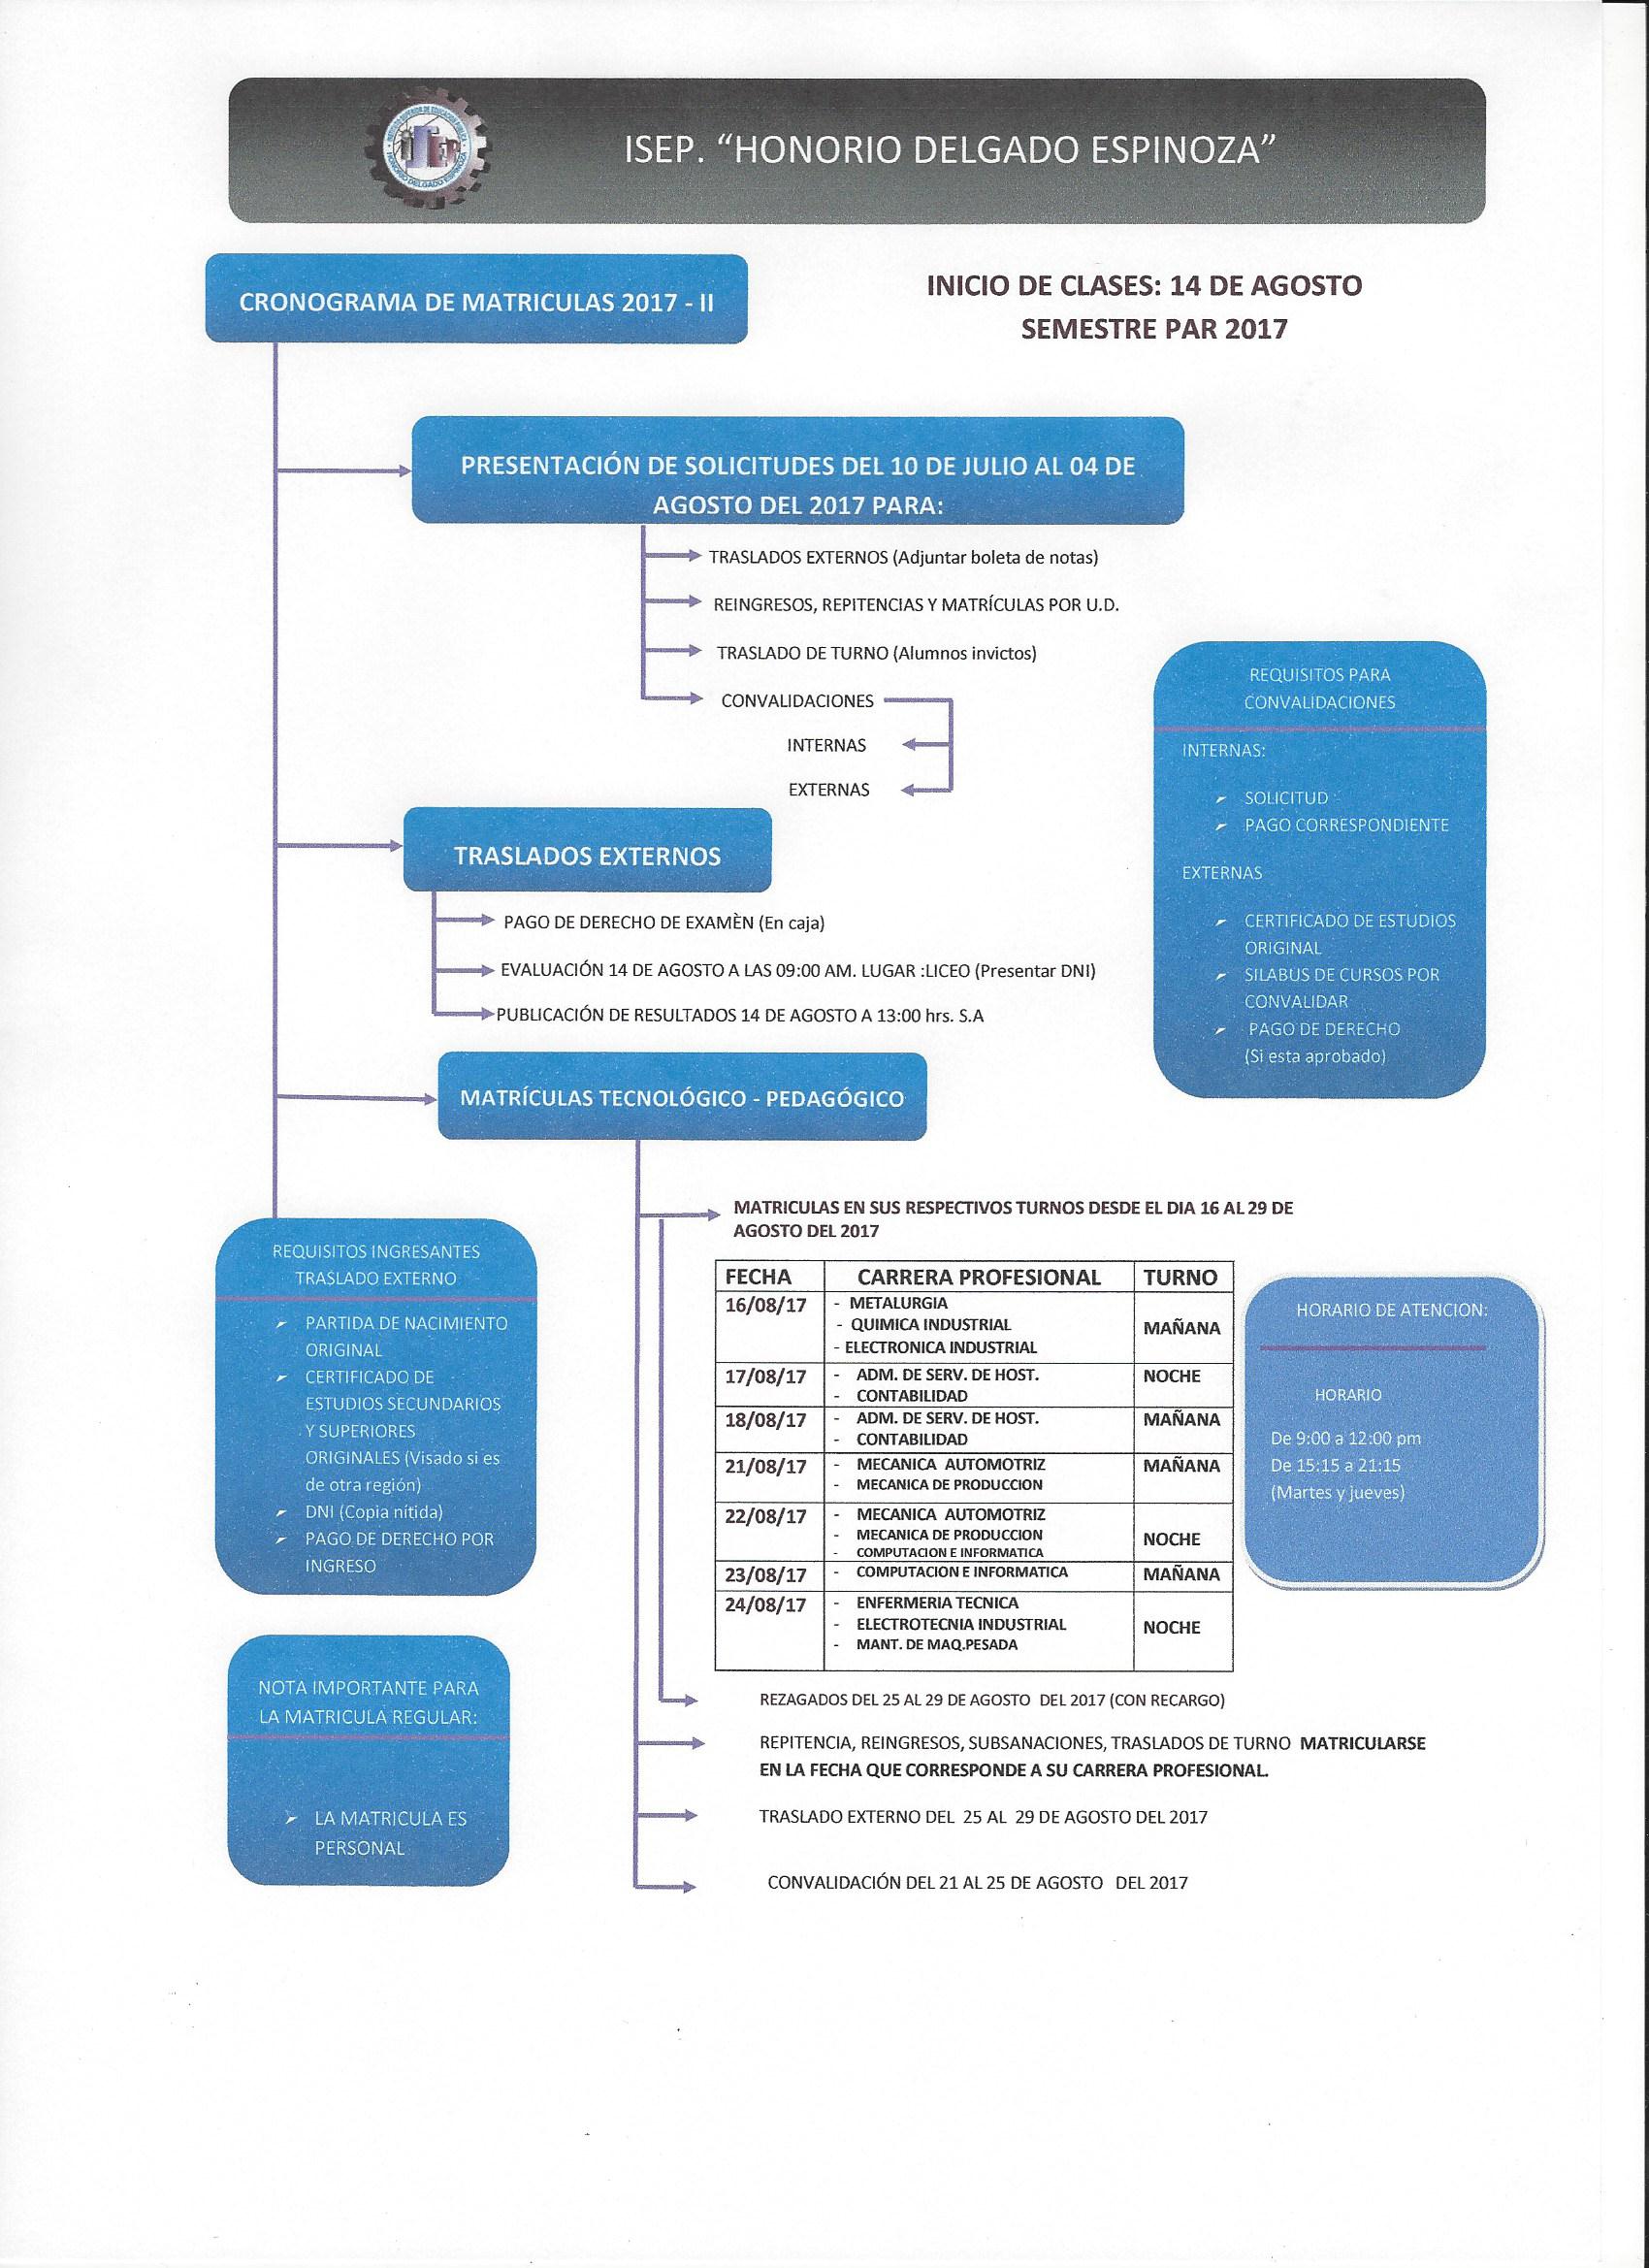 ISEP. “HONORIO DELGADO ESPINOZA”
CRONOGRAMA DE MATRICULAS 2017 - II
INICIO DE CLASES: 14 DE AGOSTO
SEMESTRE PAR 2017
PRESENTACIÓN DE SOLICITUDES DEL 10 DE JULIO AL 04 DE
AGOSTO DEL 2017 PARA:
TRASLADOS EXTERNOS (Adjuntar boleta de notas)
REINGRESOS, REPITENCIAS Y MATRÍCULAS POR U.D.
TRASLADO DE TURNO (Alumnos invictos)
CONVALIDACIONES
INTERNAS
EXTERNAS
REQUISITOS PARA
CONVALIDACIONES
INTERNAS:
SOLICITUD
PAGO CORRESPONDIENTE
EXTERNAS
CERTIFICADO DE ESTUDIOS
ORIGINAL
SILABUS DE CURSOS POR
CONVALIDAR
PAGO DE DERECHO
(Si esta aprobado)
TRASLADOS EXTERNOS
PAGO DE DERECHO DE EXAMÈN (En caja)
EVALUACIÓN 14 DE AGOSTO A LAS 09:00 AM. LUGAR :LICEO (Presentar DNI)
PUBLICACIÓN DE RESULTADOS 14 DE AGOSTO A 13:00 hrs. S.A
MATRÍCULAS TECNOLÓGICO - PEDAGÓGICO
MATRICULAS EN SUS RESPECTIVOS TURNOS DESDE EL DIA 16 AL 29 DE
AGOSTO DEL 2017
REQUISITOS INGRESANTES
TRASLADO EXTERNO
PARTIDA DE NACIMIENTO
ORIGINAL
CERTIFICADO DE
ESTUDIOS SECUNDARIOS
Y SUPERIORES
ORIGINALES (Visado si es
de otra región)
DNI (Copia nítida)
PAGO DE DERECHO POR
INGRESO
FECHA CARRERA PROFESIONAL TURNO
16/08/17 - METALURGIA
- QUIMICA INDUSTRIAL MAÑANA
- ELECTRONICA INDUSTRIAL
17/08/17 - ADM. DE SERV. DE HOST. NOCHE
- CONTABILIDAD
18/08/17 - ADM. DE SERV. DE HOST. MAÑANA
- CONTABILIDAD
21/08/17 - MECANICA AUTOMOTRIZ MAÑANA
- MECANICA DE PRODUCCION
22/08/17 - MECANICA AUTOMOTRIZ
- MECANICA DE PRODUCCION NOCHE
- COMPUTACION E INFORMATICA
23/08/17 - COMPUTACION E INFORMATICA MAÑANA
24/08/17 - ENFERMERIA TECNICA
- ELECTROTECNIA INDUSTRIAL NOCHE
- MANT. DE MAQ.PESADA
HORARIO DE ATENCION:
HORARIO
De 9:00 a 12:00 pm
De 15:15 a 21:15
(Martes y jueves)
NOTA IMPORTANTE PARA
LA MATRICULA REGULAR:
LA MATRICULA ES
PERSONAL
REZAGADOS DEL 25 AL 29 DE AGOSTO DEL 2017 (CON RECARGO)
REPITENCIA, REINGRESOS, SUBSANACIONES, TRASLADOS DE TURNO MATRICULARSE
EN LA FECHA QUE CORRESPONDE A SU CARRERA PROFESIONAL.
TRASLADO EXTERNO DEL 25 AL 29 DE AGOSTO DEL 2017
CONVALIDACIÓN DEL 21 AL 25 DE AGOSTO DEL 2017